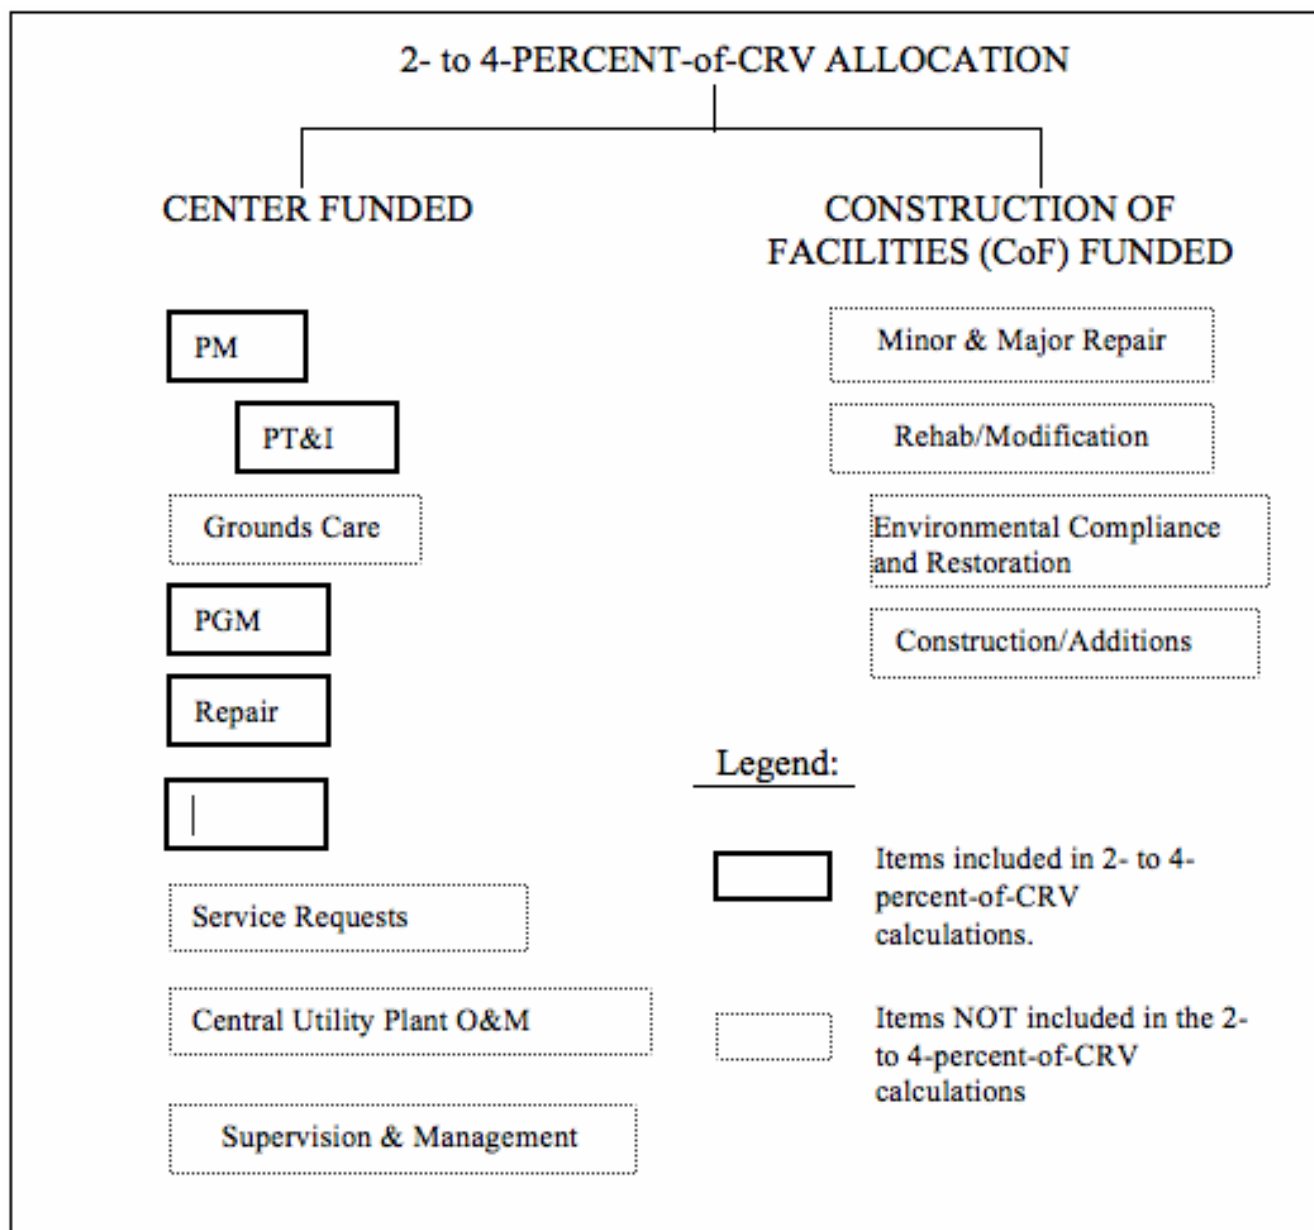 2- to 4-PERCENT-of-CRV ALLOCATION
CENTER FUNDED
CONSTRUCTION OF
FACILITIES (CoF) FUNDED
PM
PT&I
Grounds Care
PGM
Repair
Service Requests
Central Utility Plant O&M
Supervision & Management
Minor & Major Repair
Rehab/Modification
Environmental Compliance
and Restoration
Construction/Additions
Legend:
Items included in 2- to 4-
percent-of-CRV
calculations.
Items NOT included in the 2-
to 4-percent-of-CRV
calculations